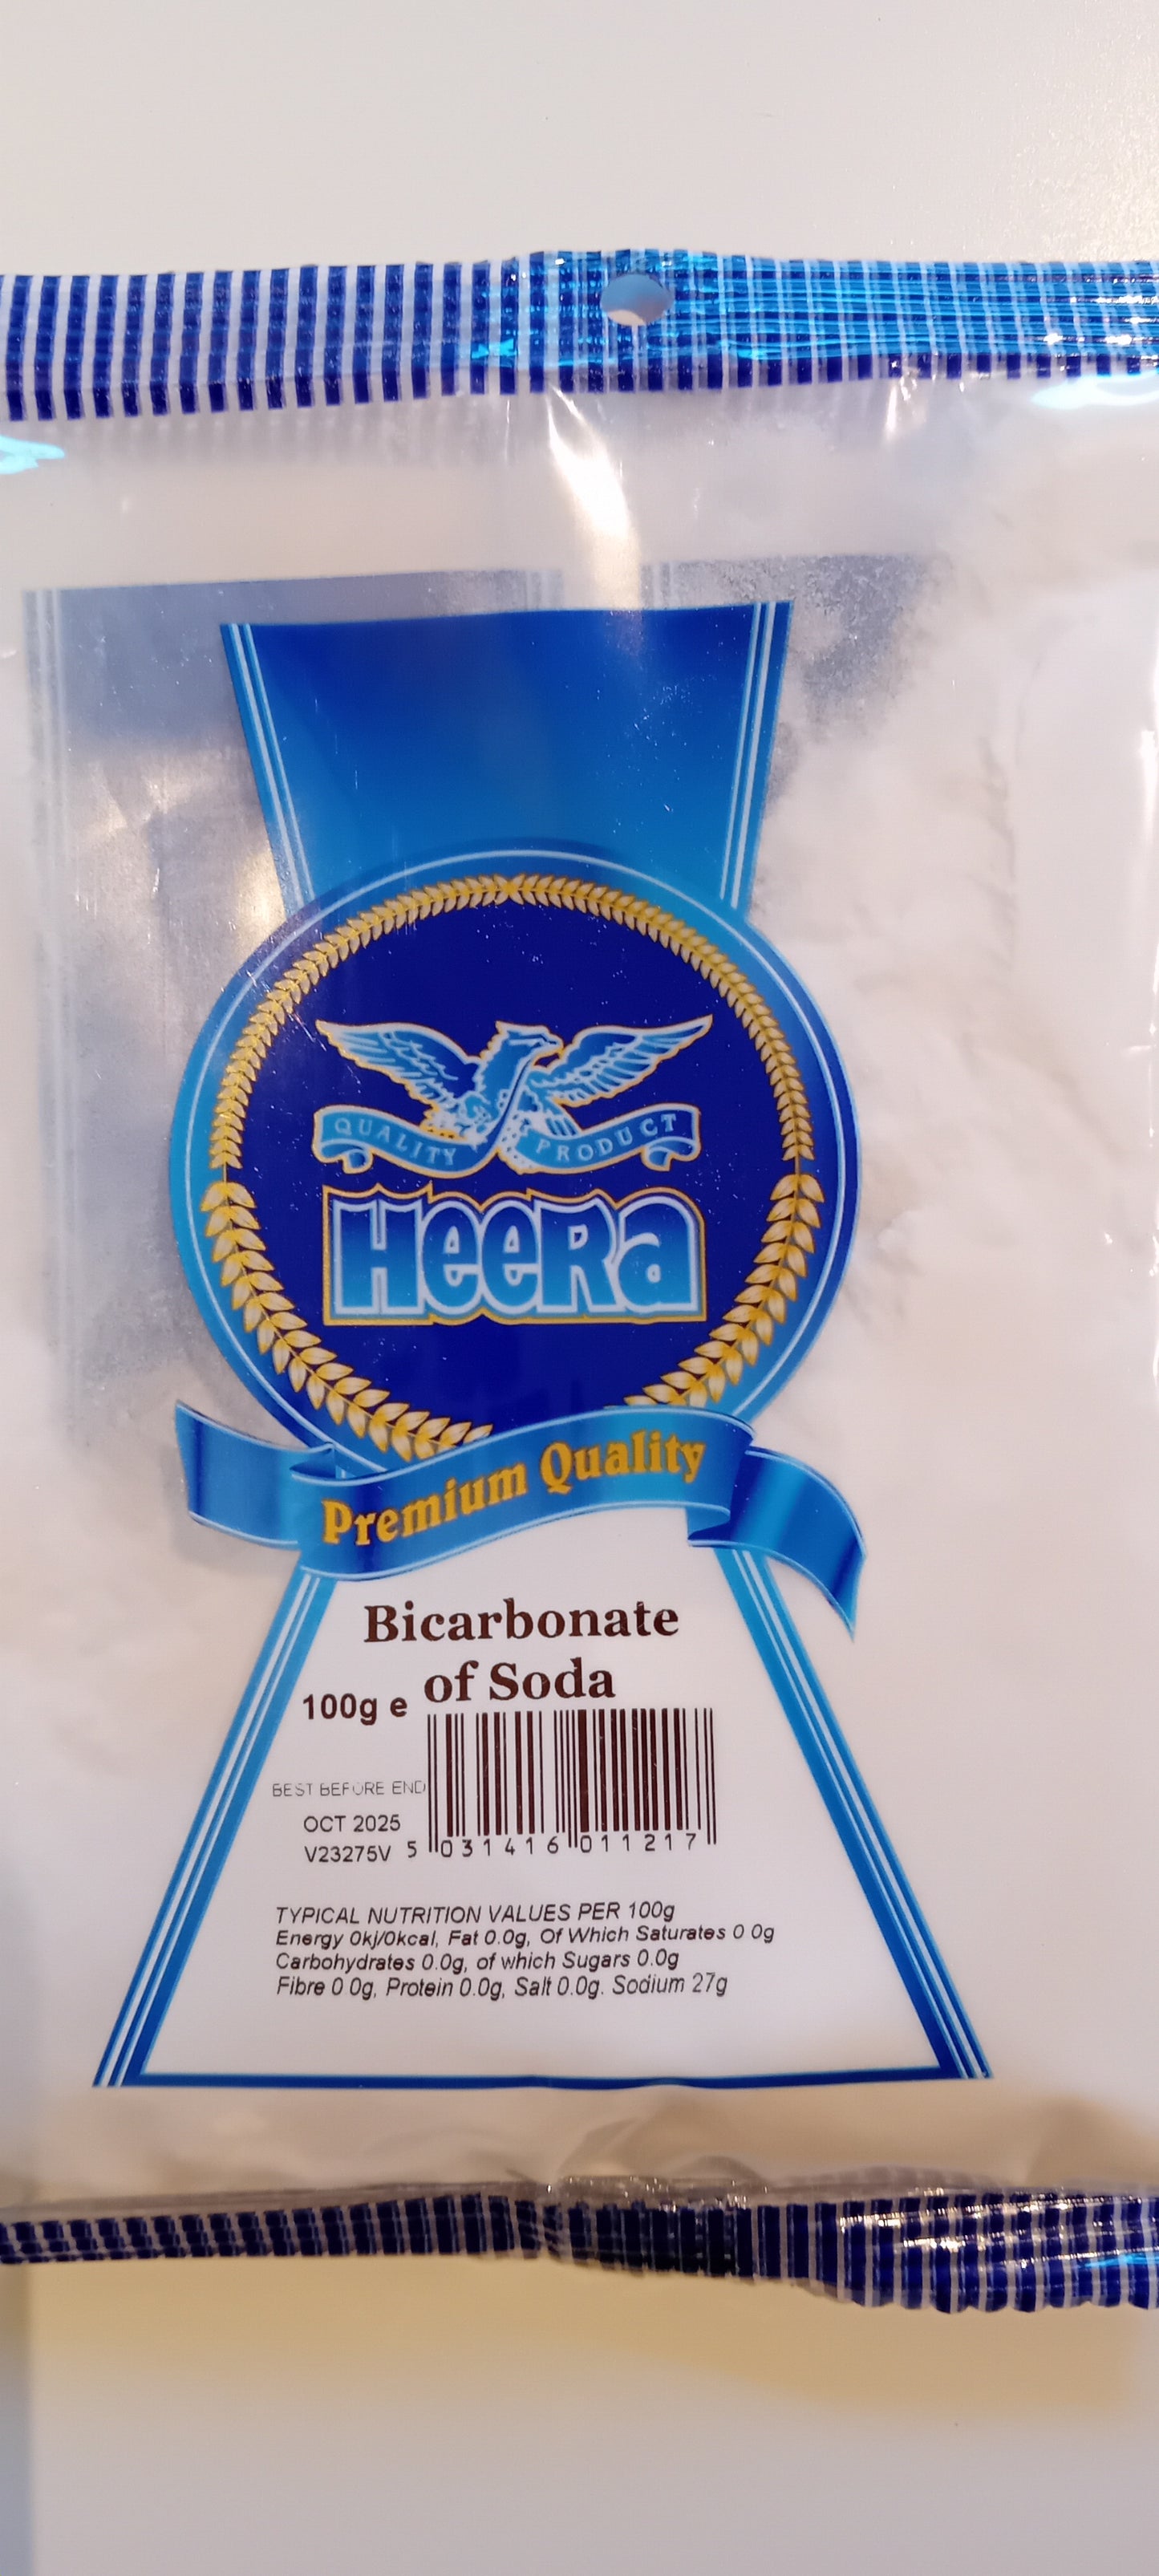 QUALITY PRODUCT
HeeRa
Premium Quality
Bicarbonate
of Soda
100g e
BEST BEFORE END
OCT 2025
V23275V
5 031416 011217
TYPICAL NUTRITION VALUES PER 100g
Energy 0kj/0kcal, Fat 0.0g, Of Which Saturates 0 0g
Carbohydrates 0.0g, of which Sugars 0.0g
Fibre 0 0g, Protein 0.0g, Salt 0.0g. Sodium 27g